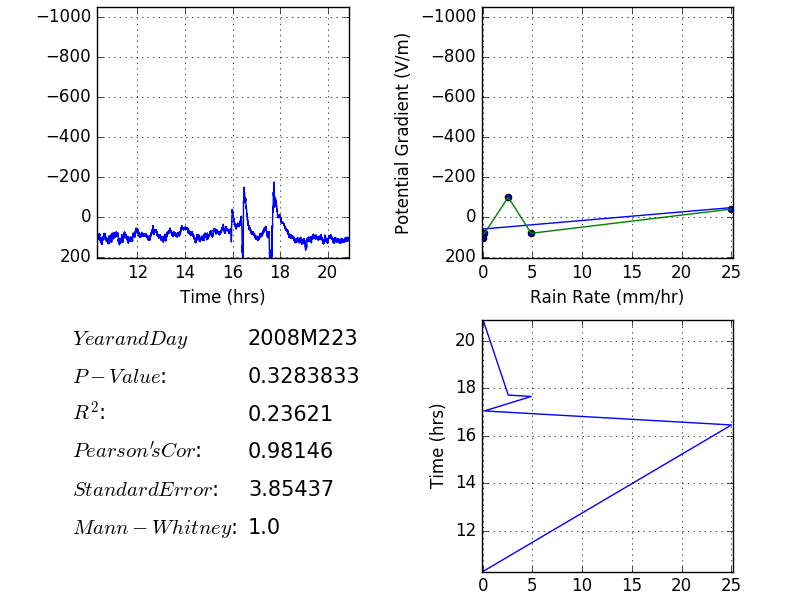 −1000
−800
−600
−400
−200
0
200
12 14 16 18 20
Time (hrs)
Potential Gradient (V/m)
−1000
−800
−600
−400
−200
0
200
0 5 10 15 20 25
Rain Rate (mm/hr)
YearandDay 2008M223
P−Value: 0.3283833
R²: 0.23621
Pearson'sCor: 0.98146
StandardError: 3.85437
Mann−Whitney: 1.0
Time (hrs)
20
18
16
14
12
0 5 10 15 20 25